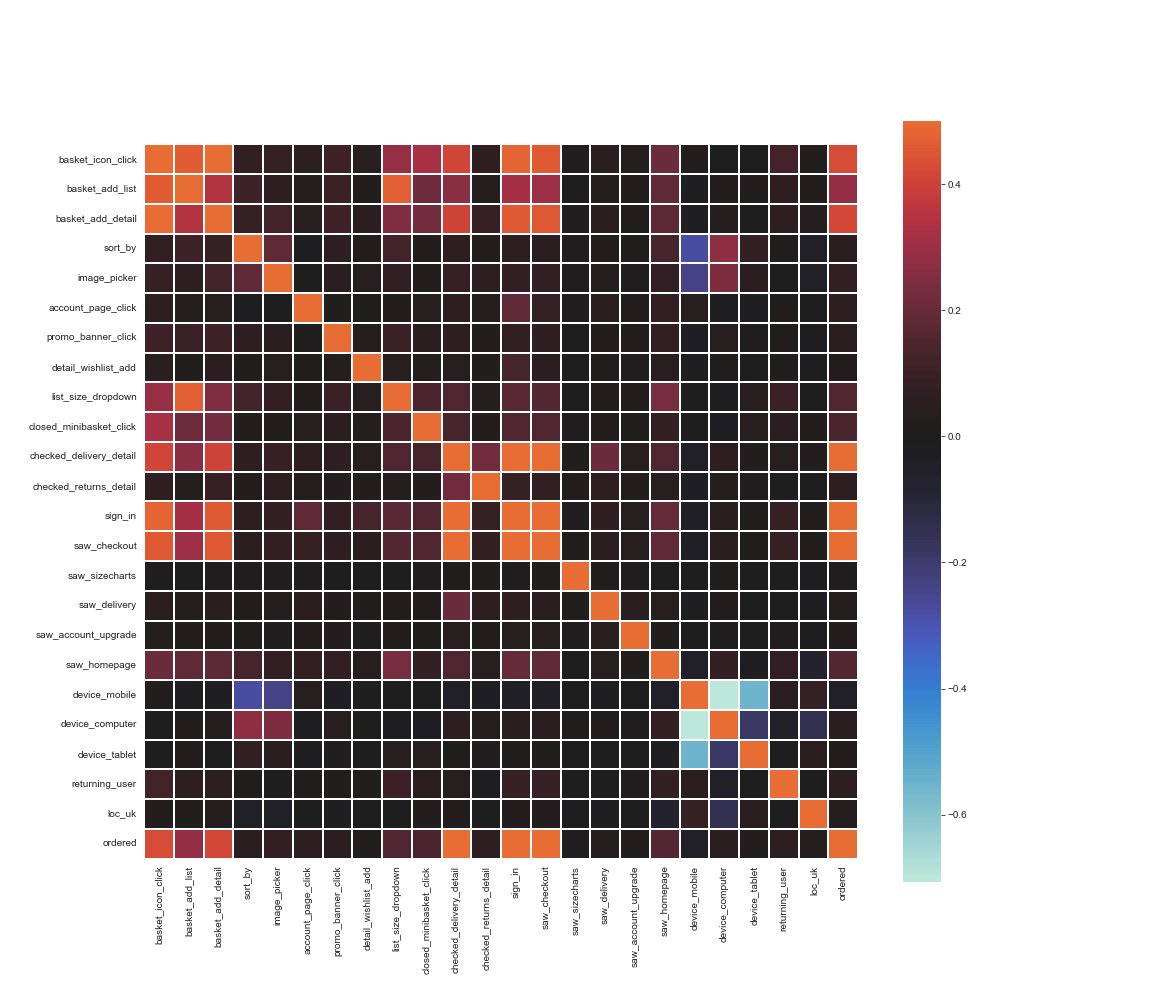 basket_icon_click
basket_add_list
basket_add_detail
sort_by
image_picker
account_page_click
promo_banner_click
detail_wishlist_add
list_size_dropdown
closed_minibasket_click
checked_delivery_detail
checked_returns_detail
sign_in
saw_checkout
saw_sizecharts
saw_delivery
saw_account_upgrade
saw_homepage
device_mobile
device_computer
device_tablet
returning_user
loc_uk
ordered
basket_icon_click
basket_add_list
basket_add_detail
sort_by
image_picker
account_page_click
promo_banner_click
detail_wishlist_add
list_size_dropdown
closed_minibasket_click
checked_delivery_detail
checked_returns_detail
sign_in
saw_checkout
saw_sizecharts
saw_delivery
saw_account_upgrade
saw_homepage
device_mobile
device_computer
device_tablet
returning_user
loc_uk
ordered
0.4
0.2
0.0
−0.2
−0.4
−0.6